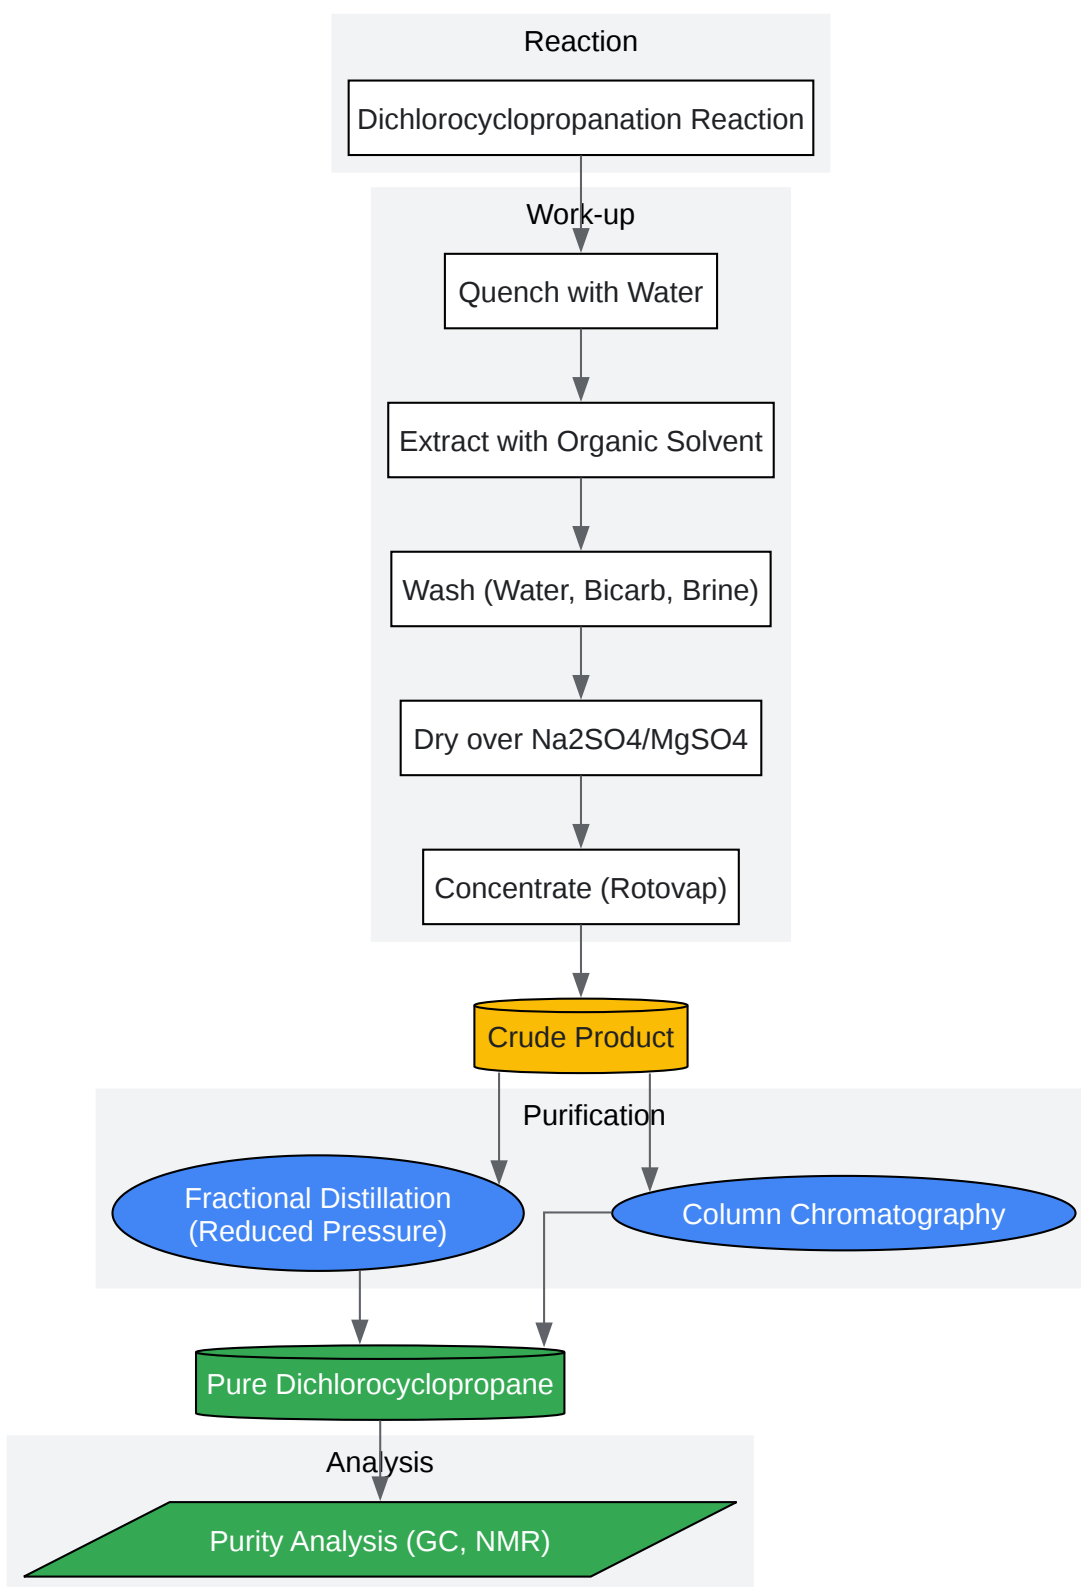 Reaction
Dichlorocyclopropanation Reaction
Work-up
Quench with Water
Extract with Organic Solvent
Wash (Water, Bicarb, Brine)
Dry over Na2SO4/MgSO4
Concentrate (Rotovap)
Crude Product
Purification
Fractional Distillation
(Reduced Pressure)
Column Chromatography
Pure Dichlorocyclopropane
Analysis
Purity Analysis (GC, NMR)